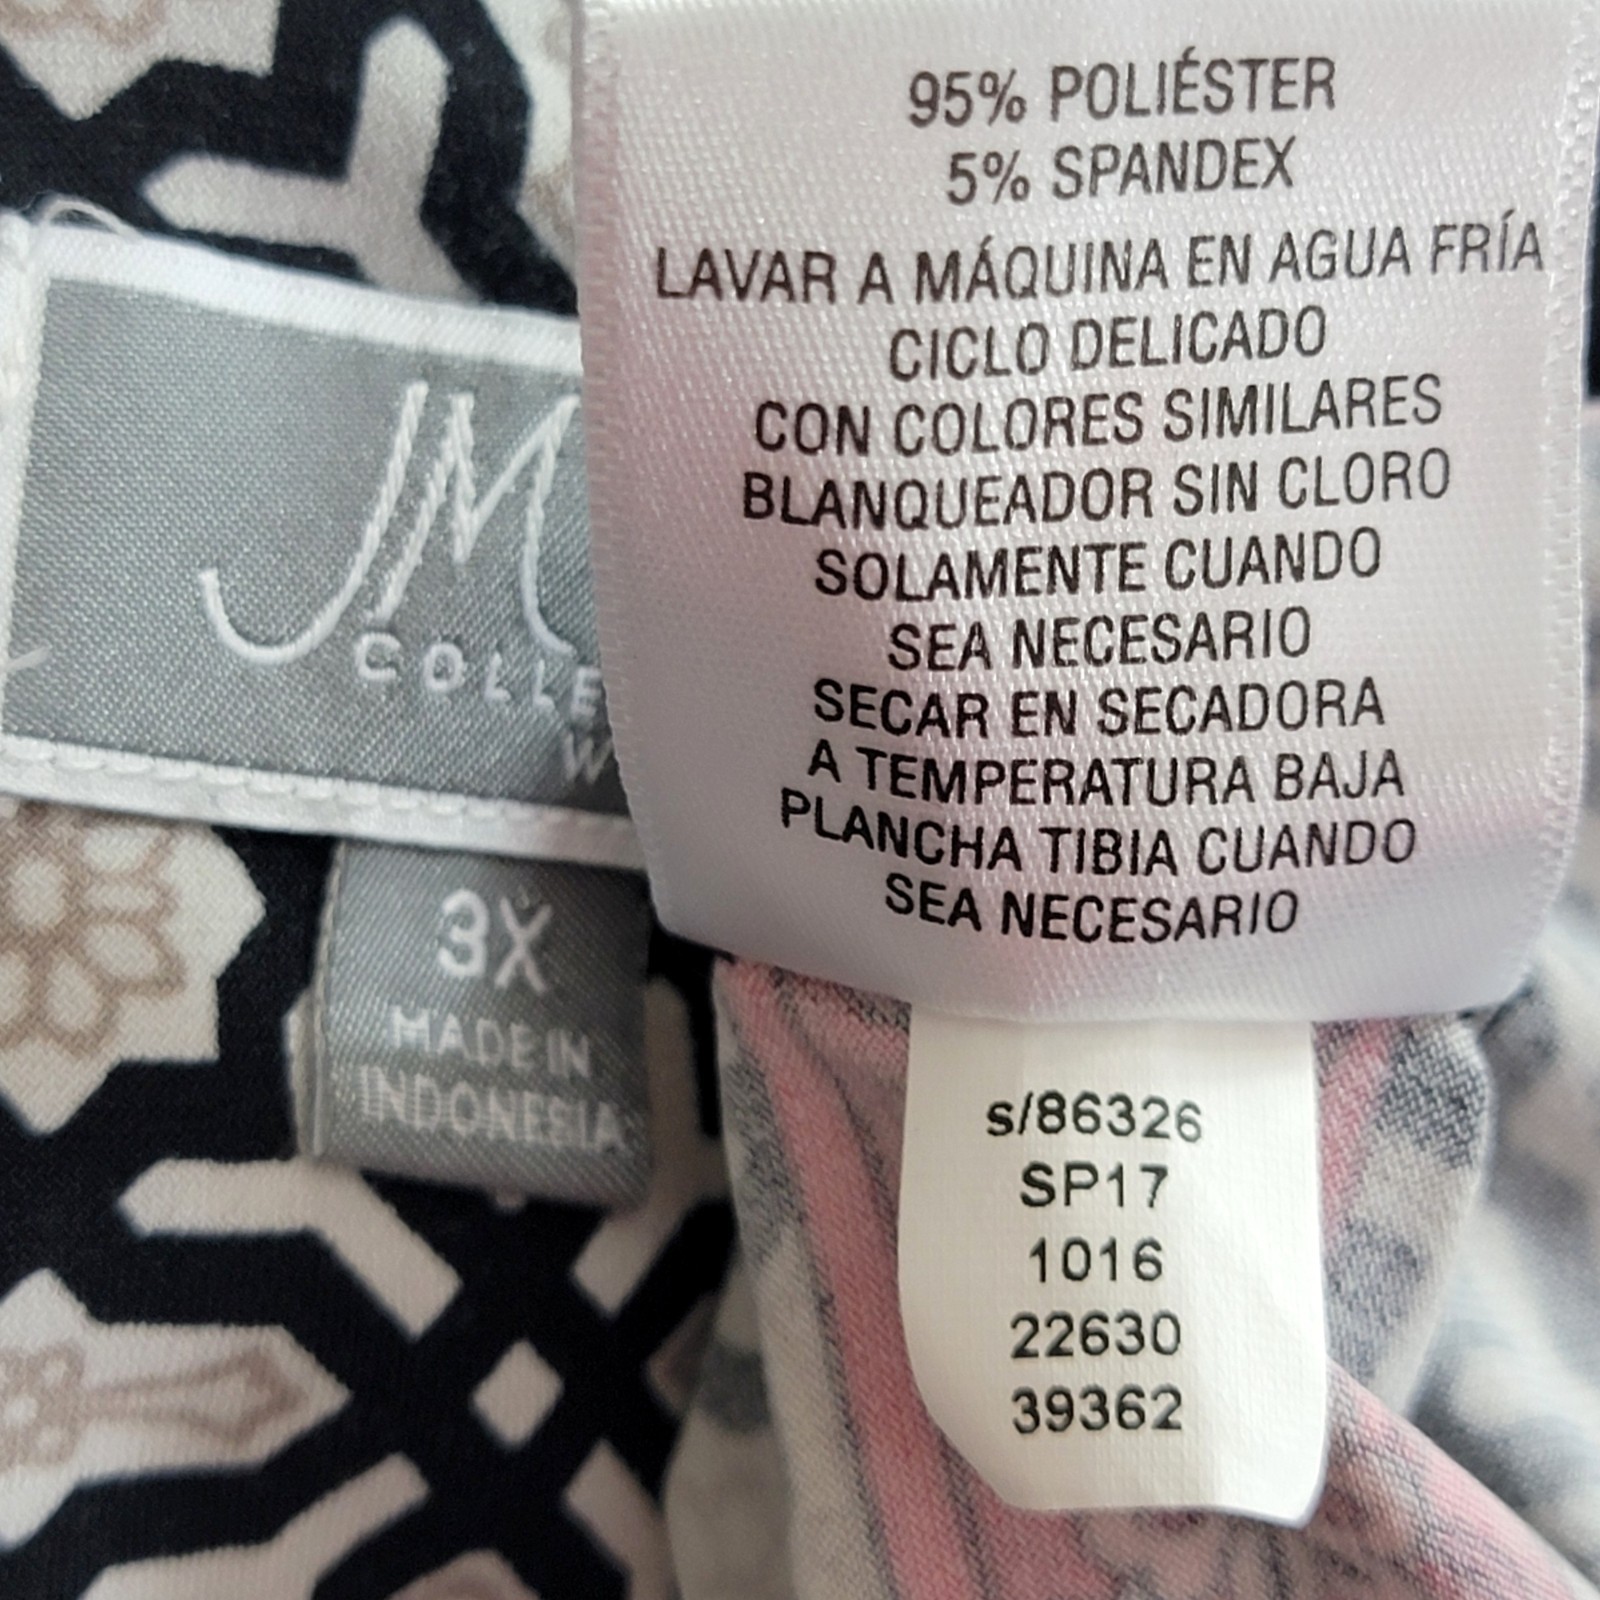 JM
COLLE
W
3X
MADE IN
INDONESIA
95% POLIÉSTER
5% SPANDEX
LAVAR A MÁQUINA EN AGUA FRÍA
CICLO DELICADO
CON COLORES SIMILARES
BLANQUEADOR SIN CLORO
SOLAMENTE CUANDO
SEA NECESARIO
SECAR EN SECADORA
A TEMPERATURA BAJA
PLANCHA TIBIA CUANDO
SEA NECESARIO
s/86326
SP17
1016
22630
39362